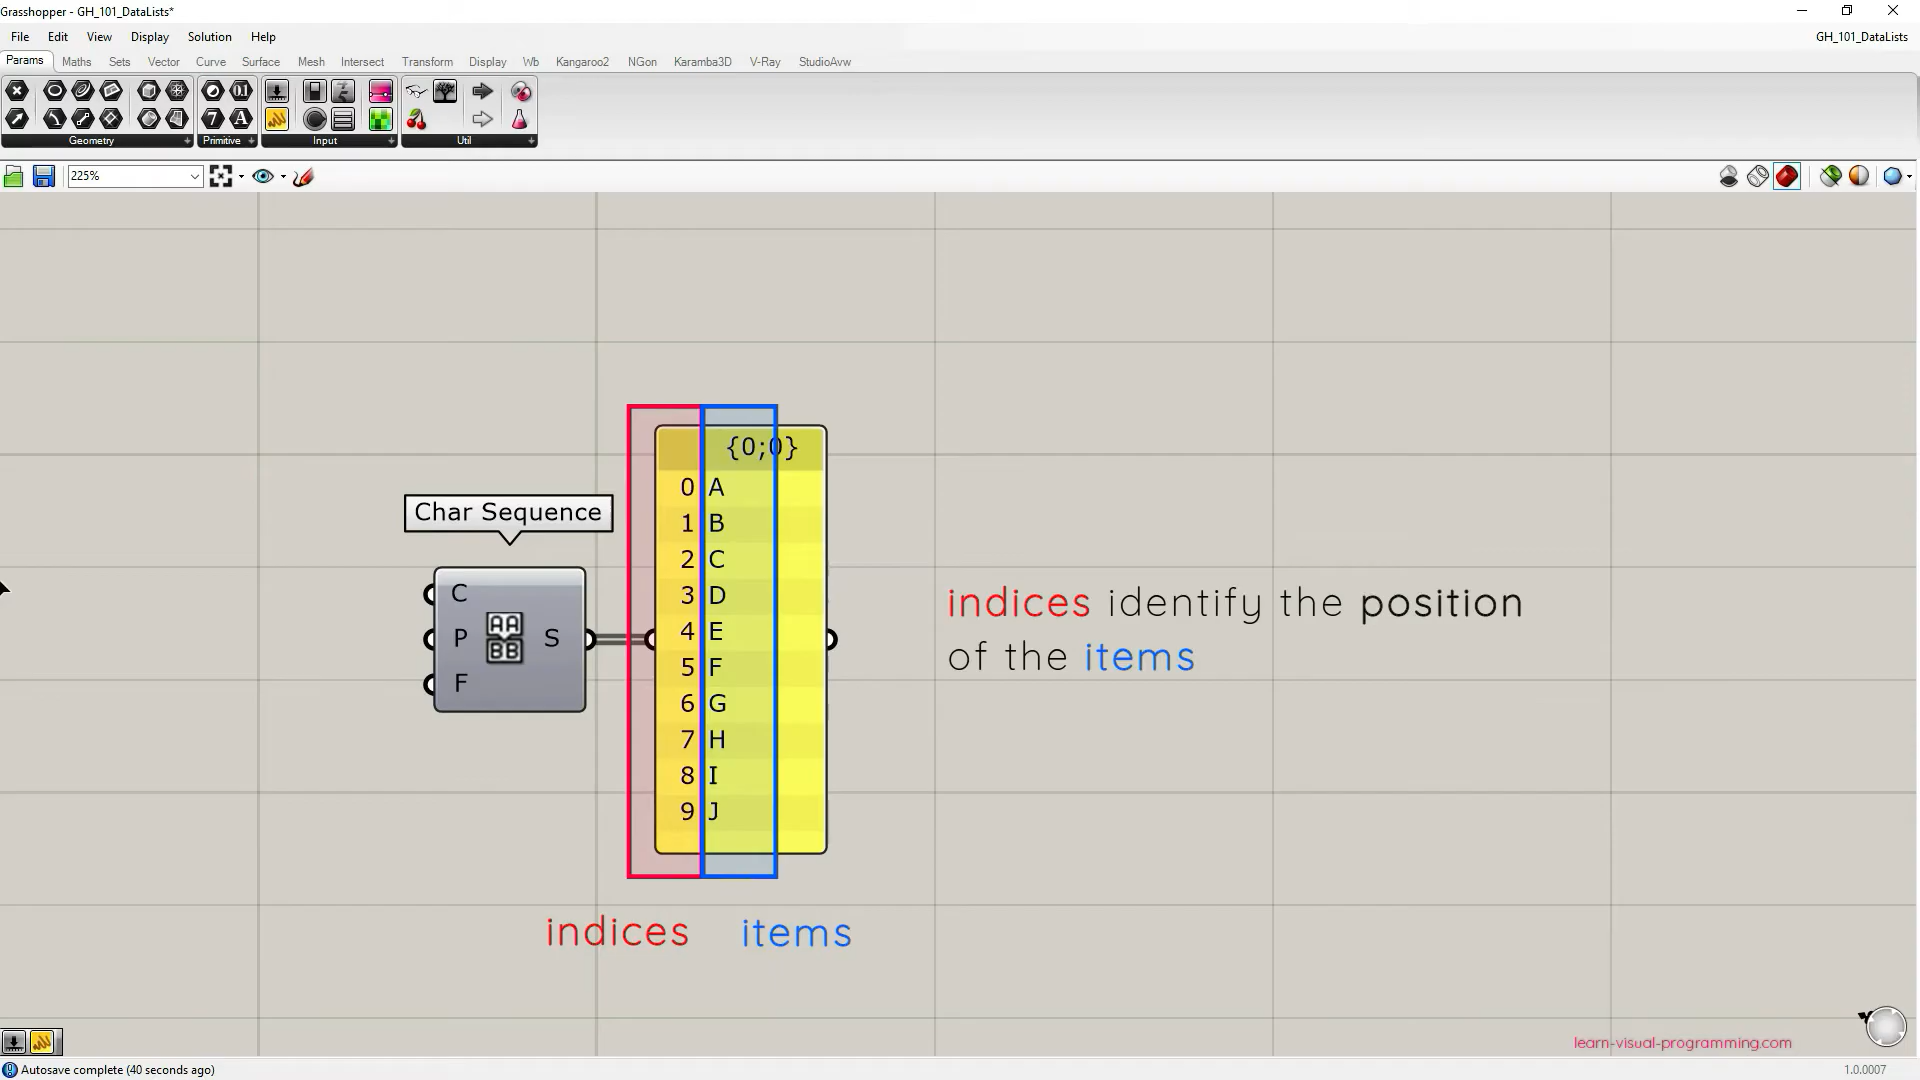 Grasshopper - GH_101_DataLists*
File Edit View Display Solution Help
GH_101_DataLists
Params Maths Sets Vector Curve Surface Mesh Intersect Transform Display Wb Kangaroo2 NGon Karamba3D V-Ray StudioAvw
Geometry Primitive Input Util
225%
{0;0}
0 A
1 B
2 C
3 D
4 E
5 F
6 G
7 H
8 I
9 J
Char Sequence
C
P
F
AA
BB
S
indices identify the position
of the items
indices items
learn-visual-programming.com
Autosave complete (40 seconds ago)
1.0.0007